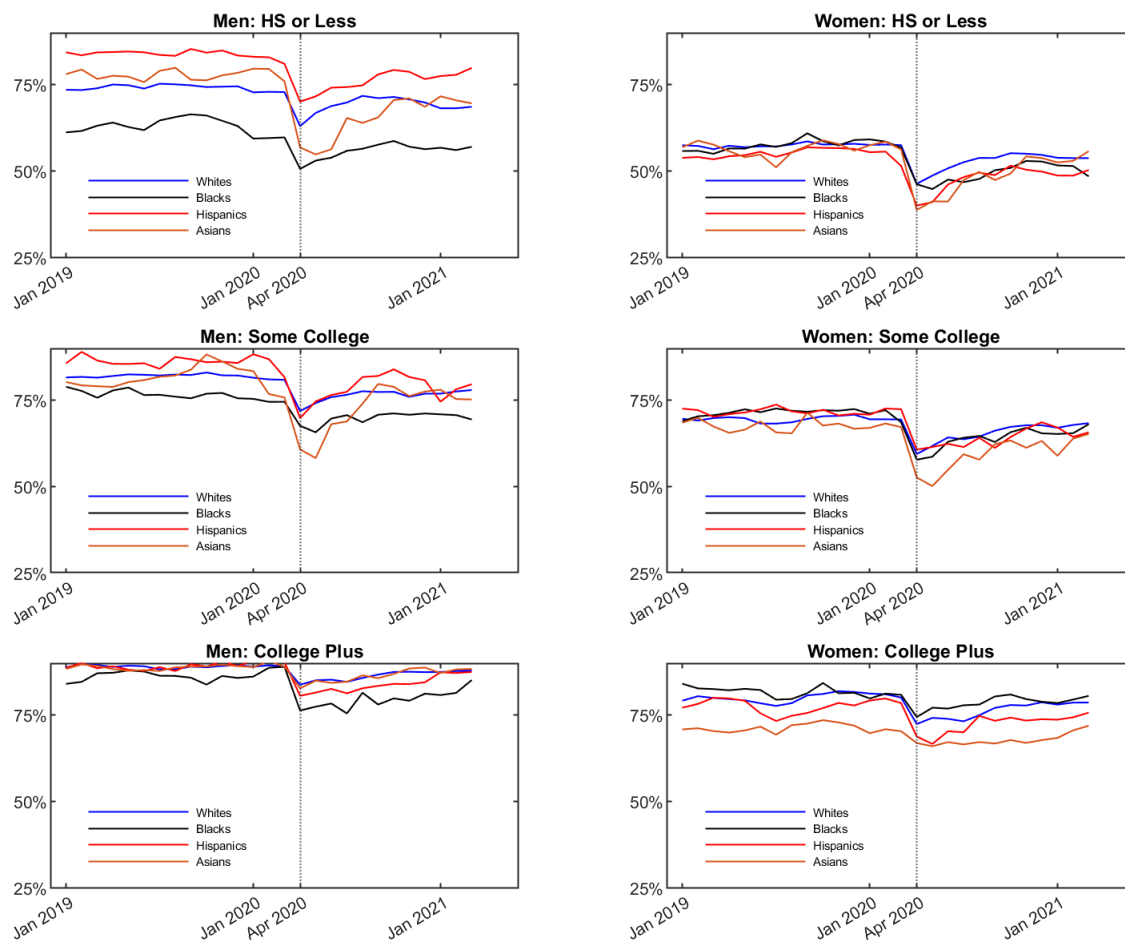 Men: HS or Less
75%
50%
25%
Whites
Blacks
Hispanics
Asians
Jan 2019
Jan 2020
Apr 2020
Jan 2021
Women: HS or Less
75%
50%
25%
Whites
Blacks
Hispanics
Asians
Jan 2019
Jan 2020
Apr 2020
Jan 2021
Men: Some College
75%
50%
25%
Whites
Blacks
Hispanics
Asians
Jan 2019
Jan 2020
Apr 2020
Jan 2021
Women: Some College
75%
50%
25%
Whites
Blacks
Hispanics
Asians
Jan 2019
Jan 2020
Apr 2020
Jan 2021
Men: College Plus
75%
50%
25%
Whites
Blacks
Hispanics
Asians
Jan 2019
Jan 2020
Apr 2020
Jan 2021
Women: College Plus
75%
50%
25%
Whites
Blacks
Hispanics
Asians
Jan 2019
Jan 2020
Apr 2020
Jan 2021